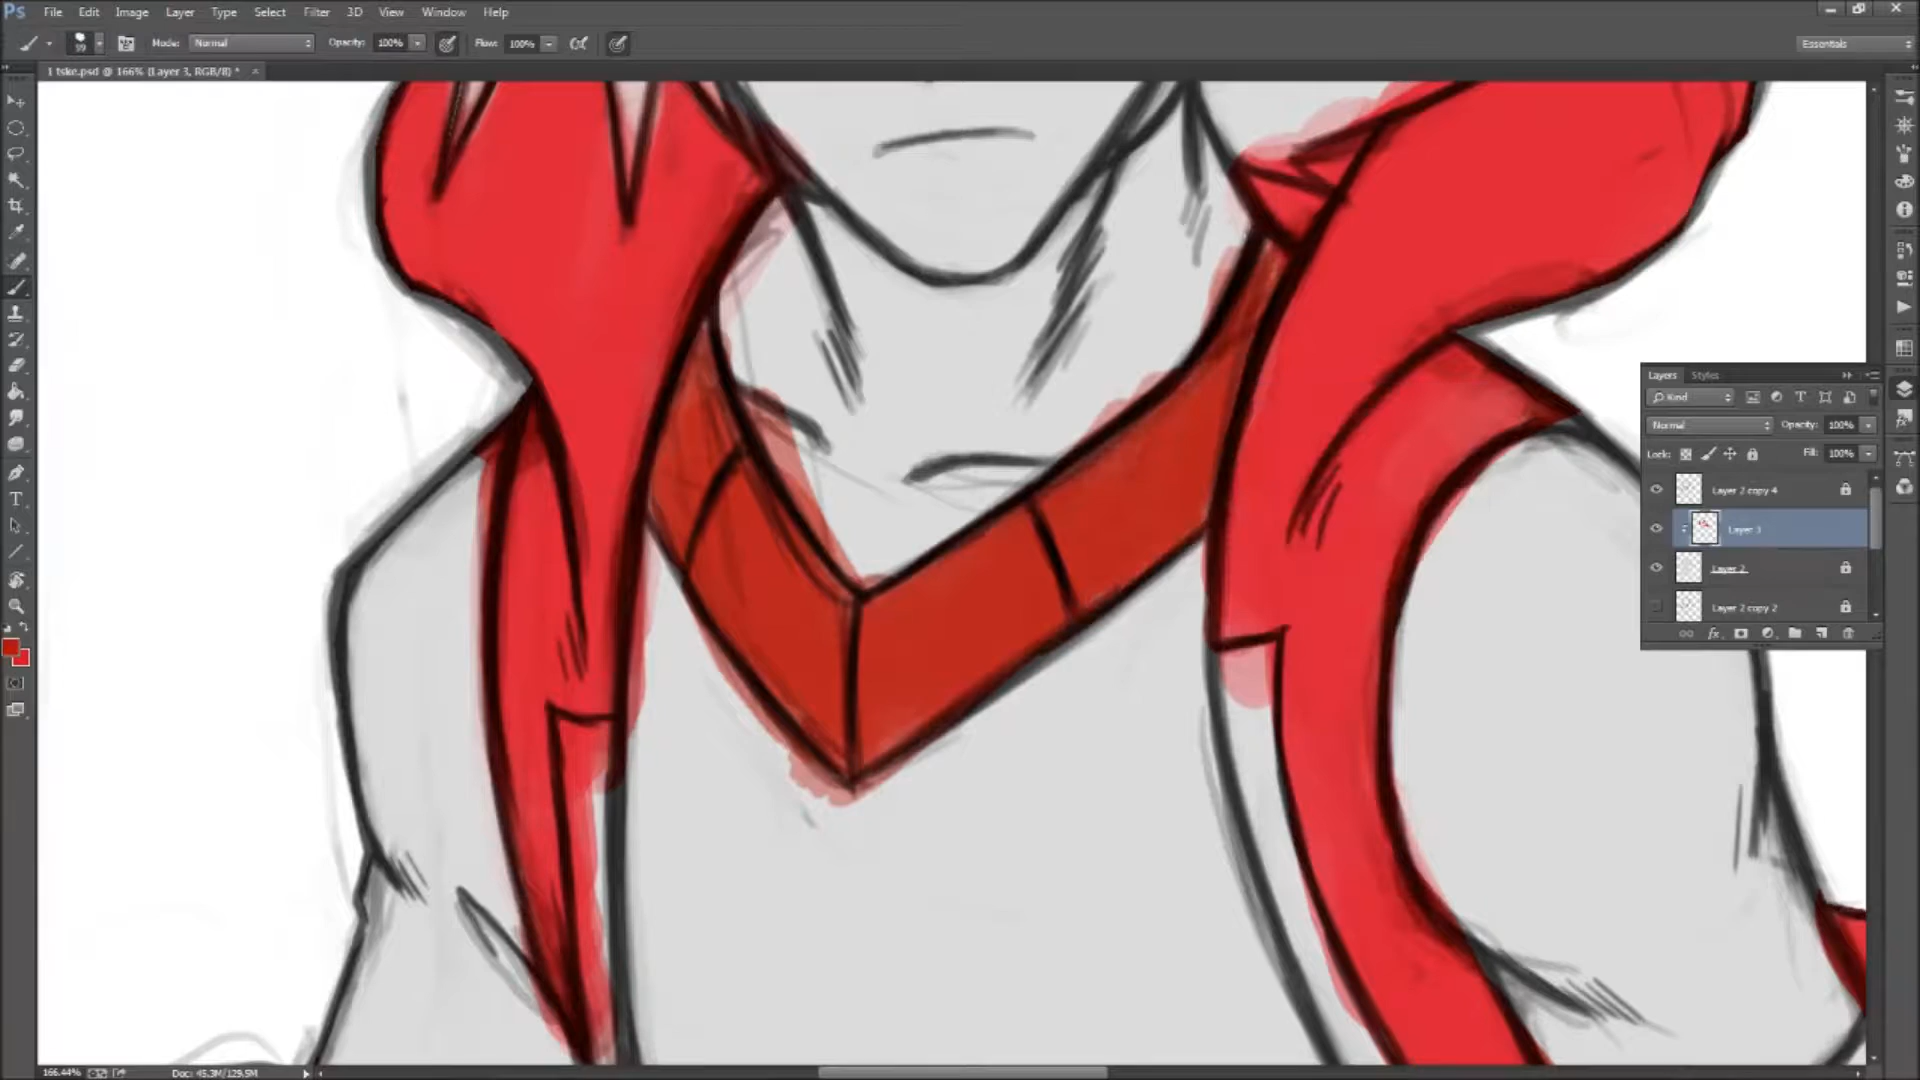 Ps File Edit Image Layer Type Select Filter 3D View Window Help
99 Mode: Normal Opacity: 100% Flow: 100% Essentials
1 tske.psd @ 166% (Layer 3, RGB/8) * ×
Layers Styles
Kind T
Normal Opacity: 100%
Lock: Fill: 100%
Layer 2 copy 4
Layer 3
Layer 2
Layer 2 copy 2
fx
166.44% Doc: 45.3M/129.5M